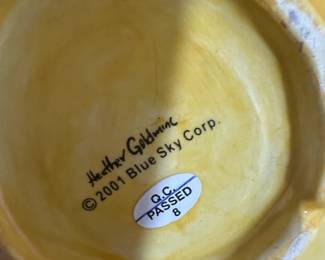 Heather Goldminc
© 2001 Blue Sky Corp.
Q.C.
PASSED
8